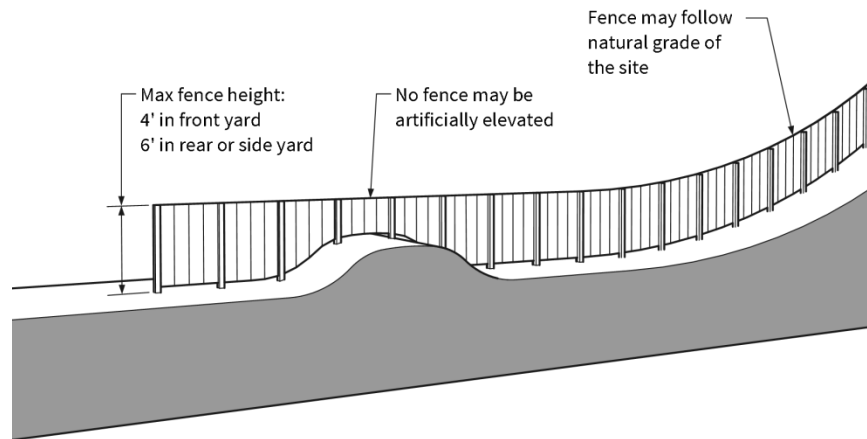 Max fence height:
4' in front yard
6' in rear or side yard
No fence may be
artificially elevated
Fence may follow
natural grade of
the site